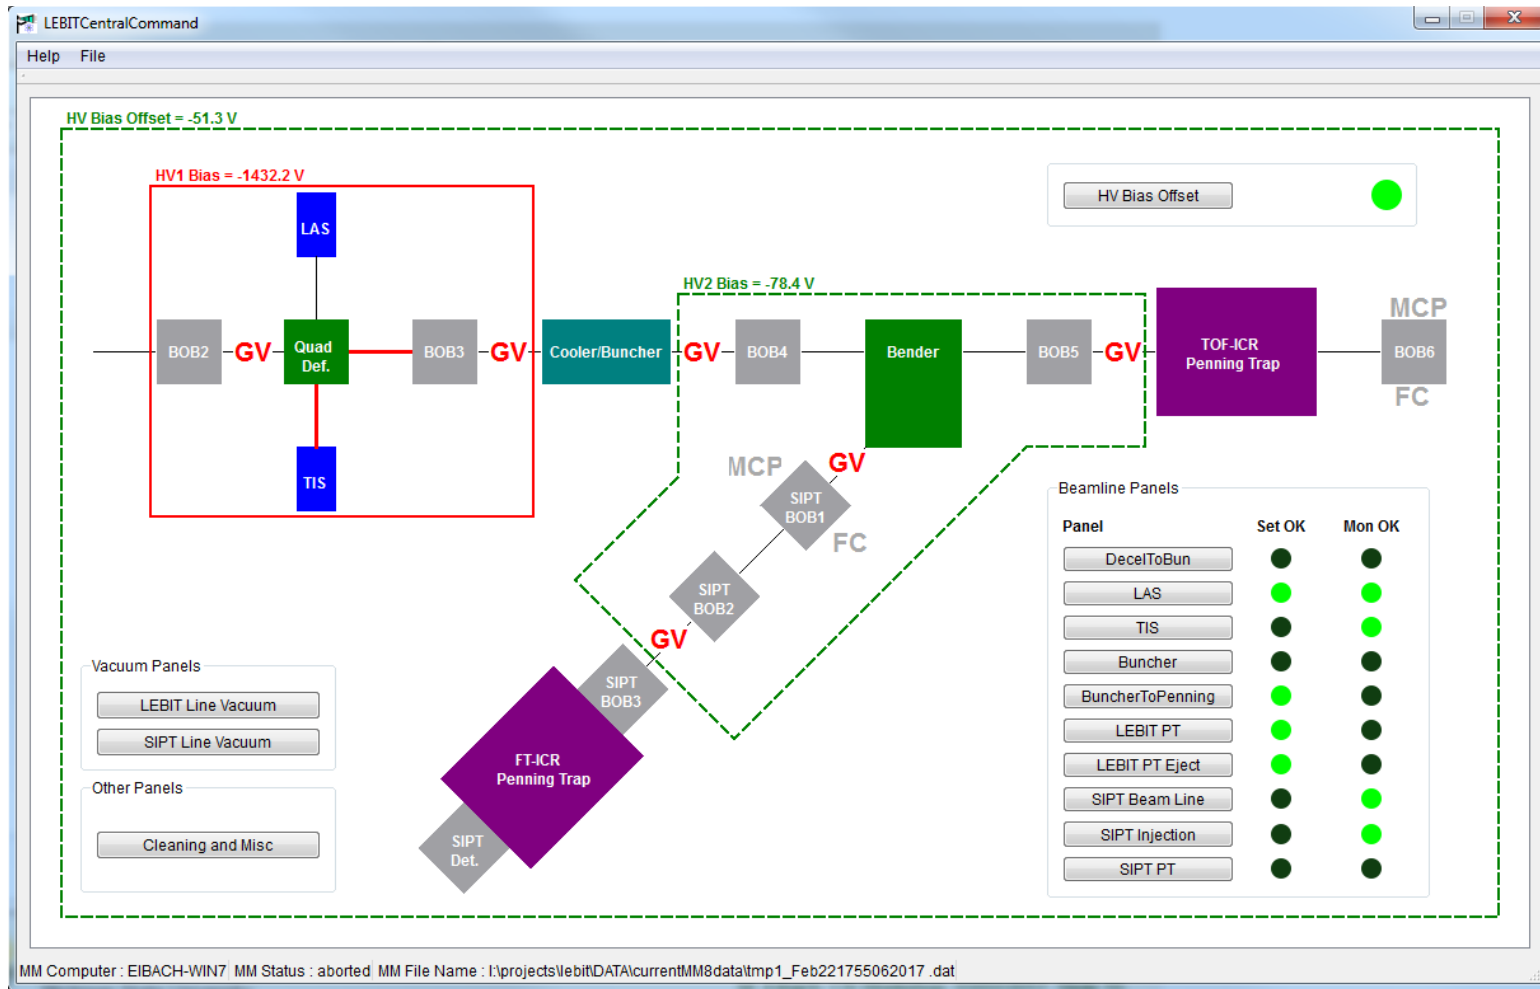 LEBITCentralCommand
Help File
HV Bias Offset = -51.3 V
HV1 Bias = -1432.2 V
LAS
HV Bias Offset
HV2 Bias = -78.4 V
BOB2
GV
Quad
Def.
BOB3
GV
Cooler/Buncher
GV
BOB4
Bender
BOB5
GV
TOF-ICR
Penning Trap
MCP
BOB6
FC
TIS
MCP
GV
SIPT
BOB1
FC
SIPT
BOB2
GV
SIPT
BOB3
FT-ICR
Penning Trap
SIPT
Det.
Vacuum Panels
LEBIT Line Vacuum
SIPT Line Vacuum
Other Panels
Cleaning and Misc
Beamline Panels
Panel Set OK Mon OK
DecelToBun
LAS
TIS
Buncher
BuncherToPenning
LEBIT PT
LEBIT PT Eject
SIPT Beam Line
SIPT Injection
SIPT PT
MM Computer : EIBACH-WIN7 MM Status : aborted MM File Name : I:\projects\lebit\DATA\currentMM8data\tmp1_Feb221755062017 .dat